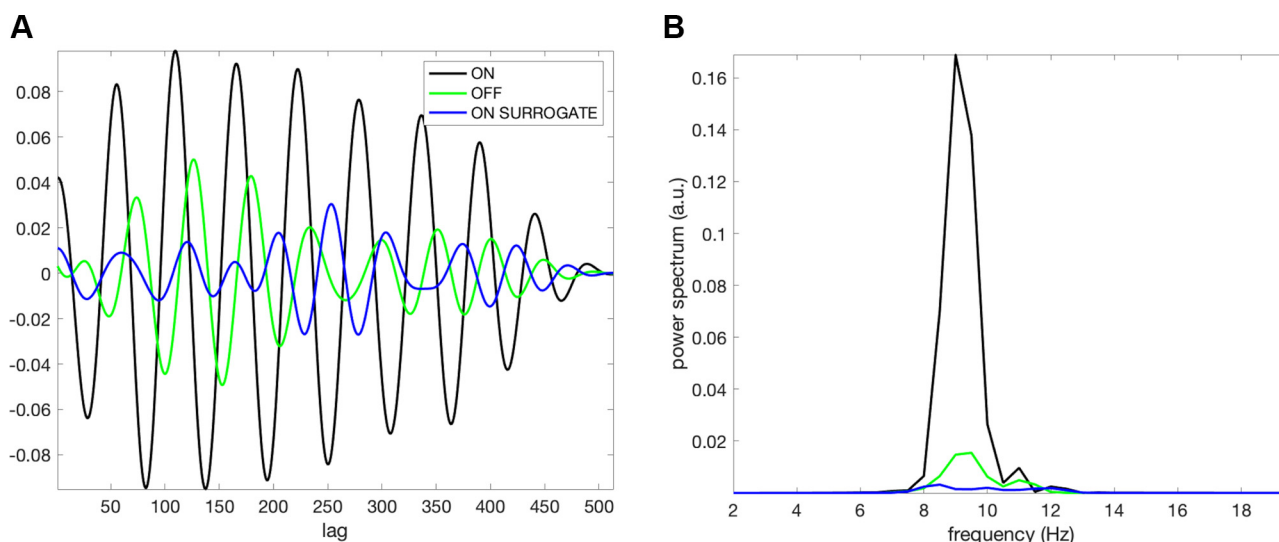 A
ON
OFF
ON SURROGATE
0.08
0.06
0.04
0.02
0
-0.02
-0.04
-0.06
-0.08
50 100 150 200 250 300 350 400 450 500
lag
B
power spectrum (a.u.)
0.16
0.14
0.12
0.1
0.08
0.06
0.04
0.02
2 4 6 8 10 12 14 16 18
frequency (Hz)